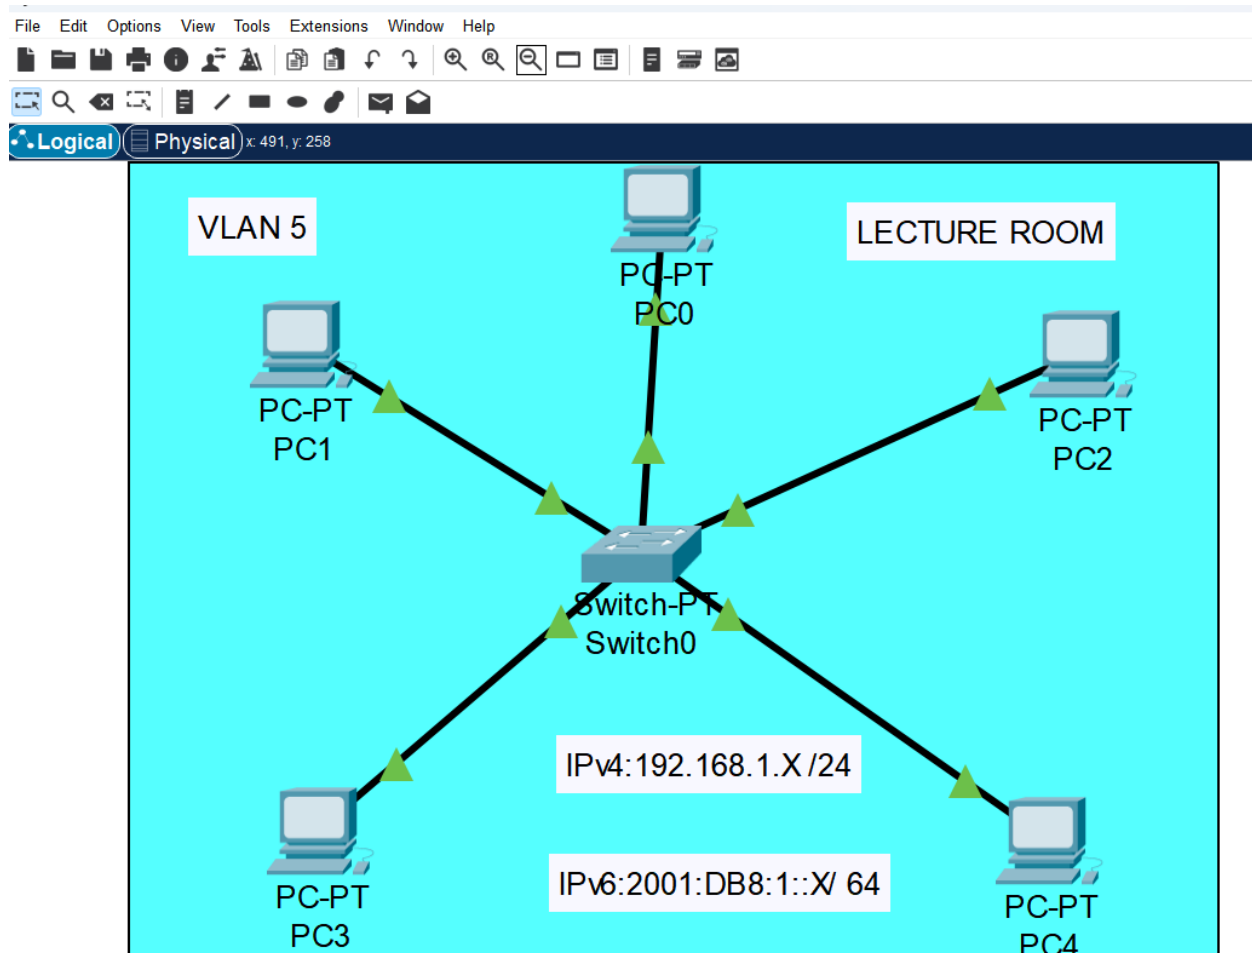 File Edit Options View Tools Extensions Window Help
Logical Physical x: 491, y: 258
VLAN 5
LECTURE ROOM
PC-PT
PC0
PC-PT
PC1
PC-PT
PC2
Switch-PT
Switch0
IPv4:192.168.1.X /24
IPv6:2001:DB8:1::X/ 64
PC-PT
PC3
PC-PT
PC4